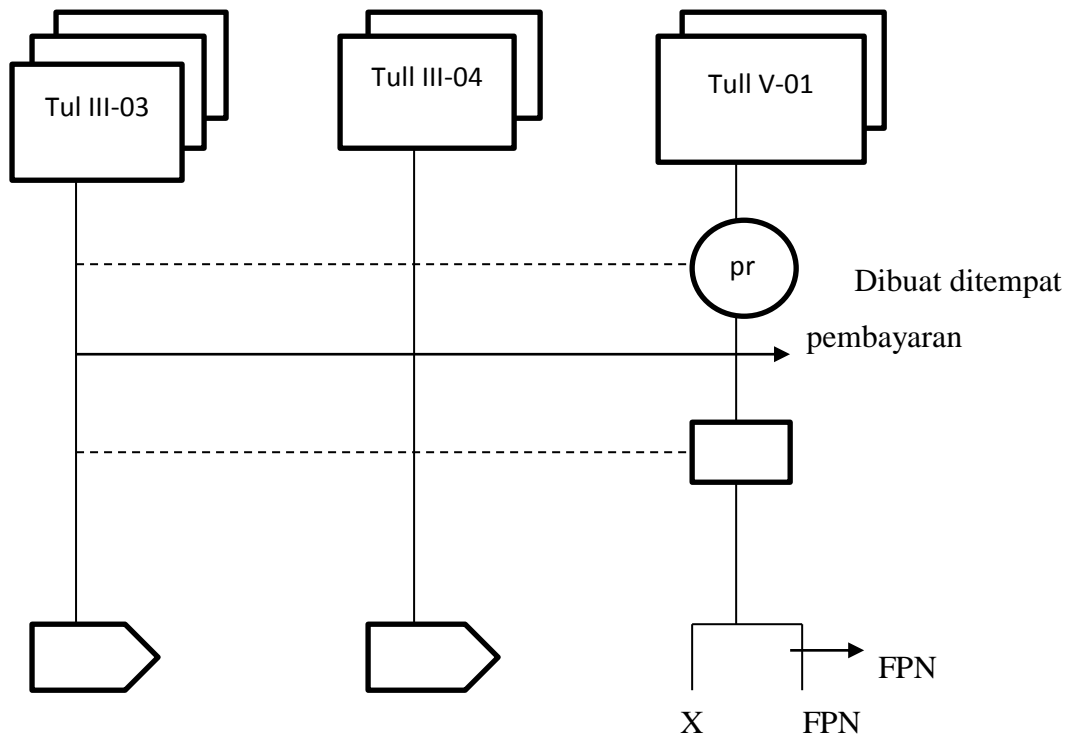 Tul III-03
Tull III-04
Tull V-01
pr
Dibuat ditempat
pembayaran
FPN
X
FPN